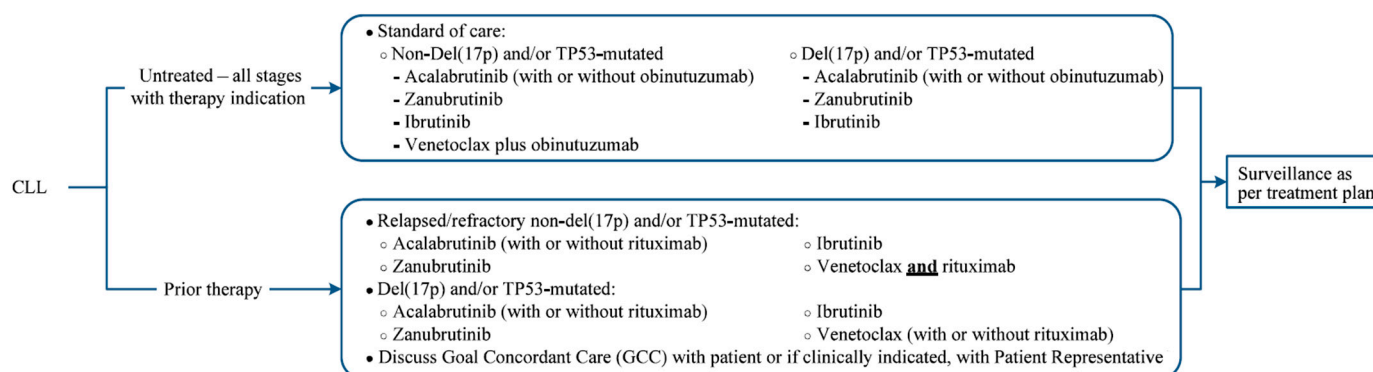 ● Standard of care:
○ Non-Del(17p) and/or TP53-mutated
- Acalabrutinib (with or without obinutuzumab)
- Zanubrutinib
- Ibrutinib
- Venetoclax plus obinutuzumab
○ Del(17p) and/or TP53-mutated
- Acalabrutinib (with or without obinutuzumab)
- Zanubrutinib
- Ibrutinib
Untreated – all stages
with therapy indication
CLL
Surveillance as
per treatment plan
Prior therapy
● Relapsed/refractory non-del(17p) and/or TP53-mutated:
○ Acalabrutinib (with or without rituximab)
○ Ibrutinib
○ Zanubrutinib
○ Venetoclax and rituximab
● Del(17p) and/or TP53-mutated:
○ Acalabrutinib (with or without rituximab)
○ Ibrutinib
○ Zanubrutinib
○ Venetoclax (with or without rituximab)
● Discuss Goal Concordant Care (GCC) with patient or if clinically indicated, with Patient Representative